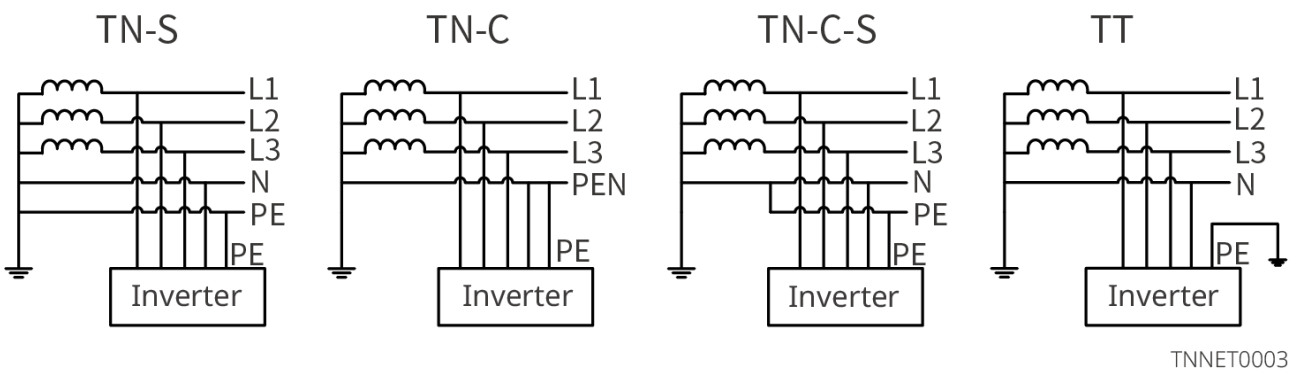 TN-S TN-C TN-C-S TT
L1 L1 L1 L1
L2 L2 L2 L2
L3 L3 L3 L3
N PEN N N
PE PE
PE PE PE PE
Inverter Inverter Inverter Inverter
TNNET0003